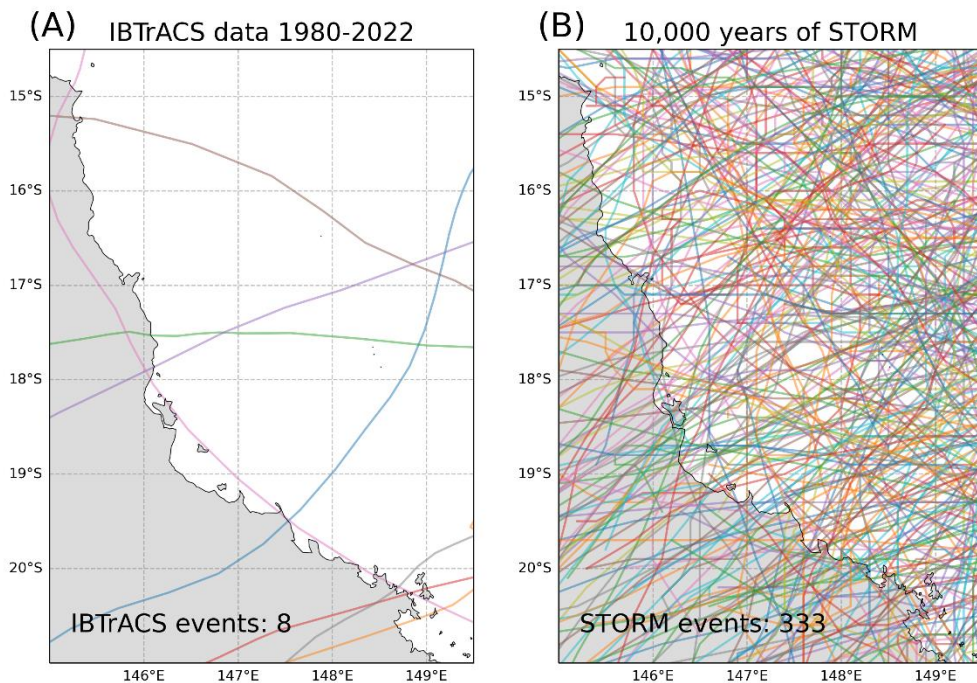 (A) IBTrACS data 1980-2022
15°S
16°S
17°S
18°S
19°S
20°S
IBTrACS events: 8
146°E 147°E 148°E 149°E
(B) 10,000 years of STORM
15°S
16°S
17°S
18°S
19°S
20°S
STORM events: 333
146°E 147°E 148°E 149°E